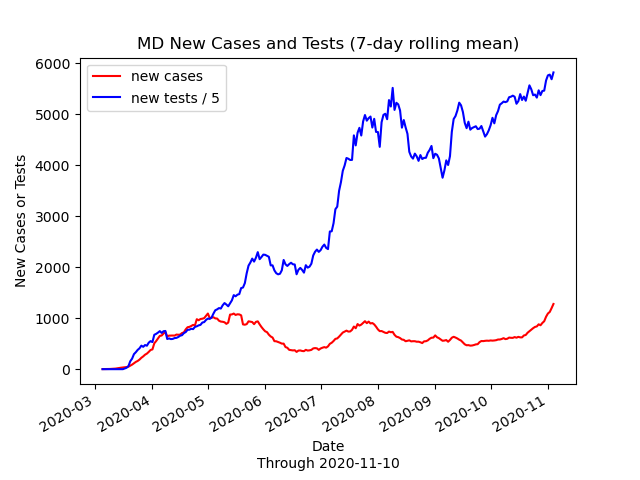 MD New Cases and Tests (7-day rolling mean)
new cases
new tests / 5
New Cases or Tests
6000
5000
4000
3000
2000
1000
0
2020-03
2020-04
2020-05
2020-06
2020-07
2020-08
2020-09
2020-10
2020-11
Date
Through 2020-11-10